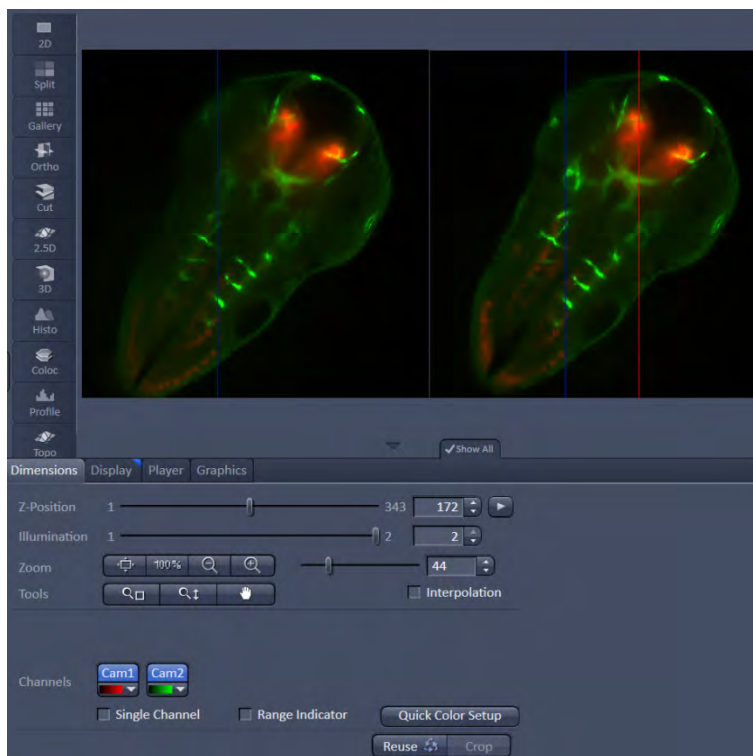 2D
Split
Gallery
Ortho
Cut
2.5D
3D
Histo
Coloc
Profile
Topo
Show All
Dimensions Display Player Graphics
Z-Position 1 343 172
Illumination 1 2 2
Zoom 100% 44
Tools Interpolation
Channels Cam1 Cam2
Single Channel Range Indicator Quick Color Setup
Reuse Crop